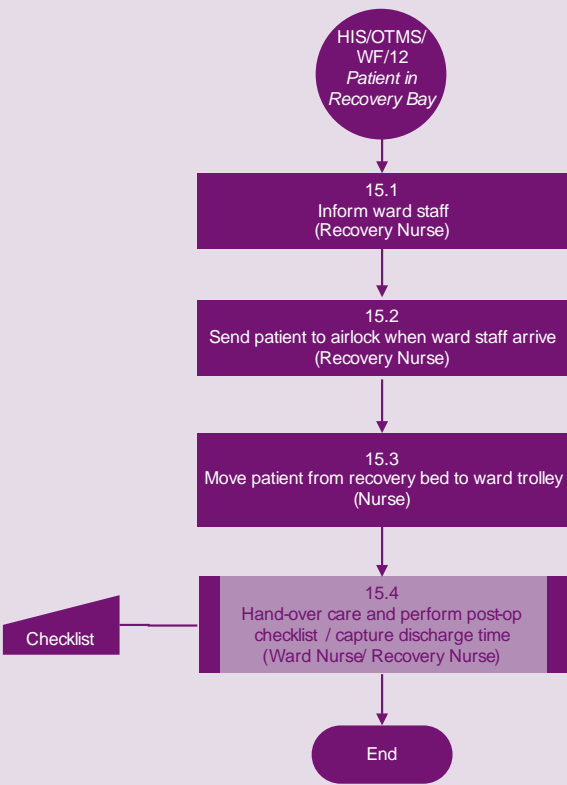 HIS/OTMS/
WF/12
Patient in
Recovery Bay
15.1
Inform ward staff
(Recovery Nurse)
15.2
Send patient to airlock when ward staff arrive
(Recovery Nurse)
15.3
Move patient from recovery bed to ward trolley
(Nurse)
15.4
Hand-over care and perform post-op
checklist / capture discharge time
(Ward Nurse/ Recovery Nurse)
Checklist
End